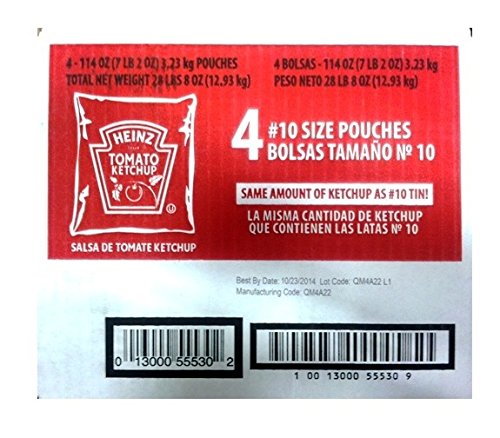 4 - 114 OZ (7 LB 2 OZ) 3,23 kg POUCHES
TOTAL NET WEIGHT 28 LBS 8 OZ (12,93 kg)
4 BOLSAS - 114 OZ (7 LB 2 OZ) 3,23 kg
PESO NETO 28 LB 8 OZ (12,93 kg)
HEINZ
TOMATO
KETCHUP
U
SALSA DE TOMATE KETCHUP
4 #10 SIZE POUCHES
BOLSAS TAMAÑO Nº 10
SAME AMOUNT OF KETCHUP AS #10 TIN!
LA MISMA CANTIDAD DE KETCHUP
QUE CONTIENEN LAS LATAS Nº 10
Best By Date: 10/23/2014 Lot Code: QM4A22 L1
Manufacturing Code: QM4A22
0 13000 55530 2
1 00 13000 55530 9